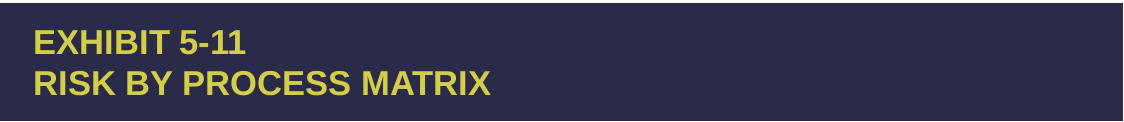 EXHIBIT 5-11
RISK BY PROCESS MATRIX